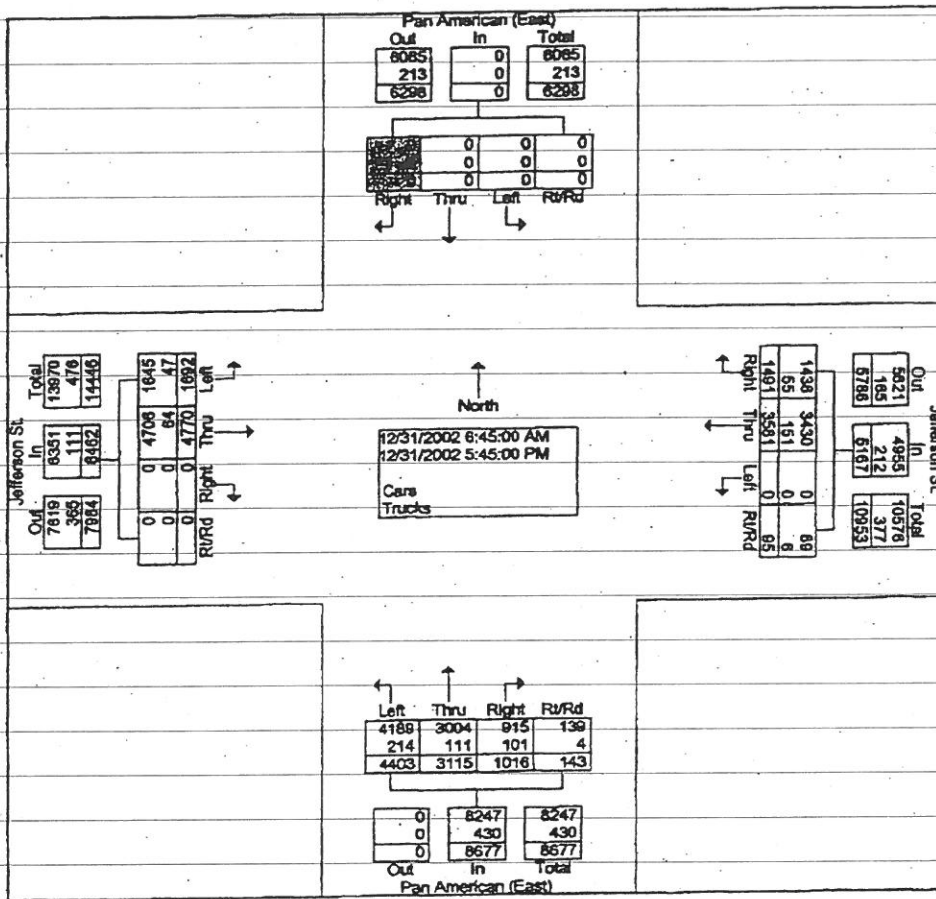 Pan American (East)
Out In Total
6085 0 6085
213 0 213
6298 0 6298
0 0 0
0 0 0
0 0 0 0
Right Thru Left Rt/Rd
Jefferson St.
Total In Out
13970 6351 7619
476 111 365
14446 6462 7984
1645 4706 0 0
47 64 0 0
1692 4770 0 0
Left Thru Right Rt/Rd
North
12/31/2002 6:45:00 AM
12/31/2002 5:45:00 PM
Cars
Trucks
Right Thru Left Rt/Rd
1436 3430 0 89
55 151 0 6
1491 3581 0 95
Out In Total
5621 4955 10576
165 212 377
5786 5167 10953
Jefferson St.
Left Thru Right Rt/Rd
4189 3004 915 139
214 111 101 4
4403 3115 1016 143
0 8247 8247
0 430 430
0 8677 8677
Out In Total
Pan American (East)